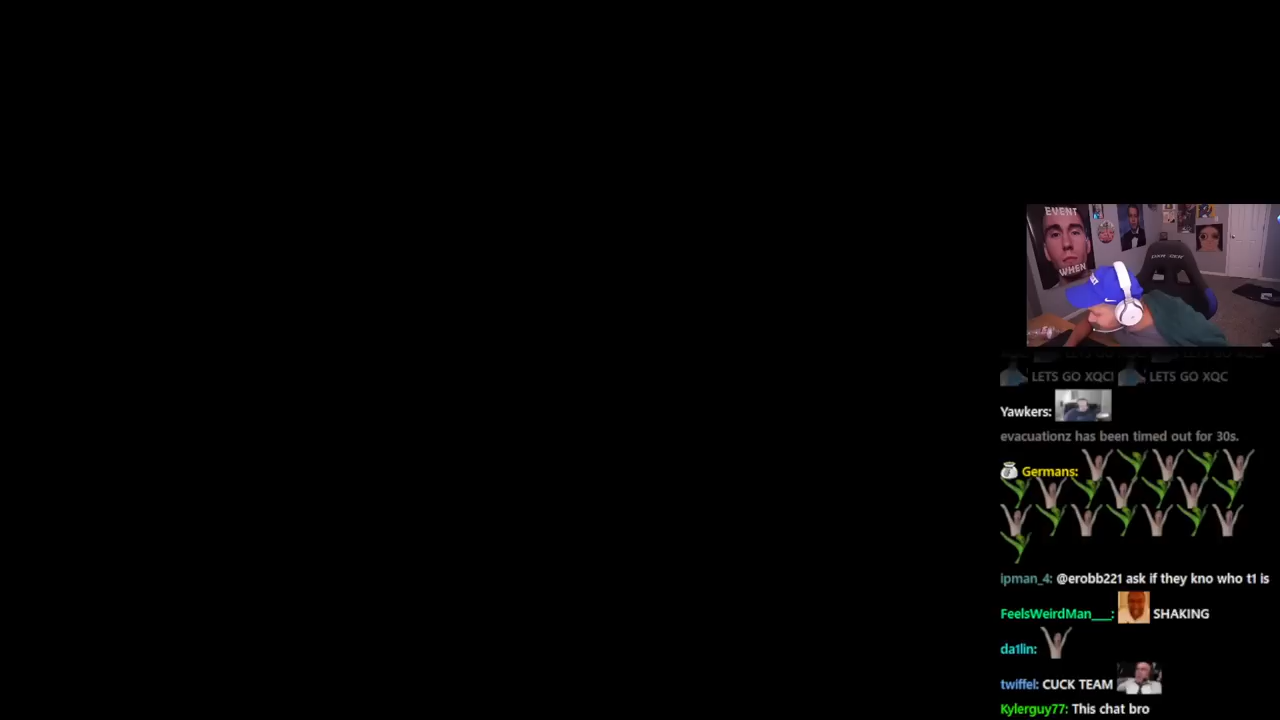 EVENT
WHEN
LETS GO XQC! LETS GO XQC
Yawkers:
evacuationz has been timed out for 30s.
Germans:
ipman_4: @erobb221 ask if they kno who t1 is
FeelsWeirdMan___: SHAKING
da1lin:
twiffel: CUCK TEAM
Kylerguy77: This chat bro